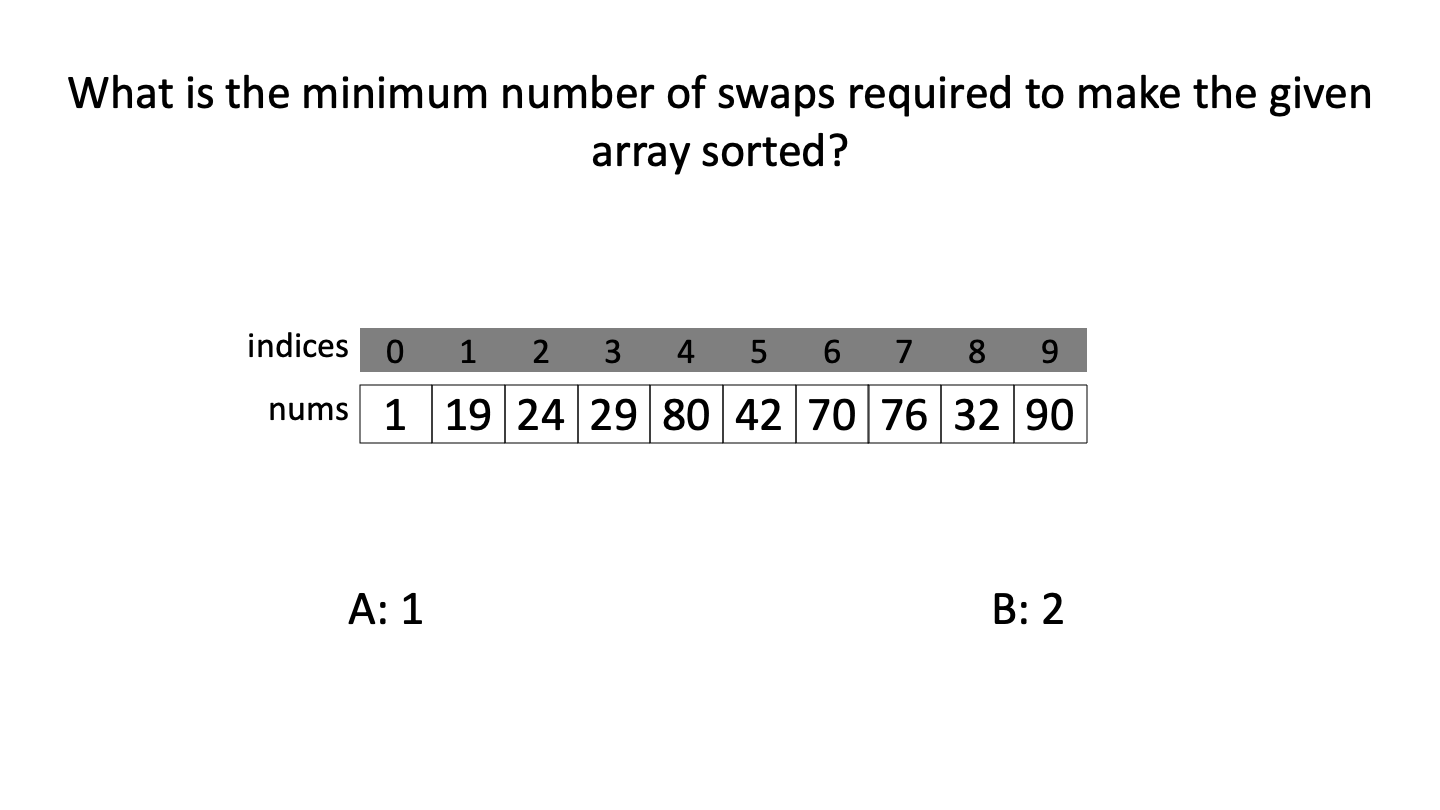 What is the minimum number of swaps required to make the given
array sorted?
indices 0 1 2 3 4 5 6 7 8 9
nums 1 19 24 29 80 42 70 76 32 90
A: 1 B: 2